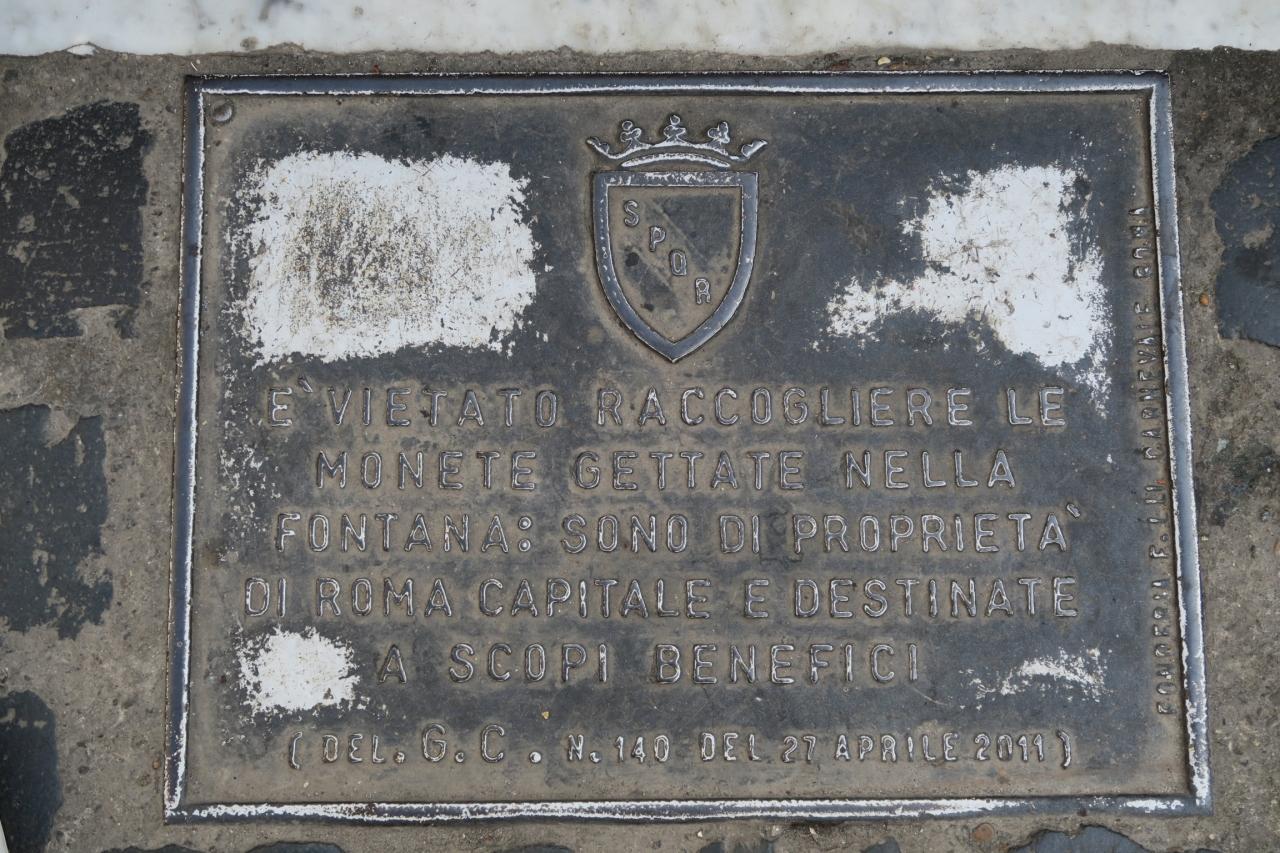 S
P
Q
R
E` VIETATO RACCOGLIERE LE
MONETE GETTATE NELLA
FONTANA: SONO DI PROPRIETA`
DI ROMA CAPITALE E DESTINATE
A SCOPI BENEFICI
(DEL. G.C. N. 140 DEL 27 APRILE 2011)
FONDERIA F.LLI CARNEVALE ROMA